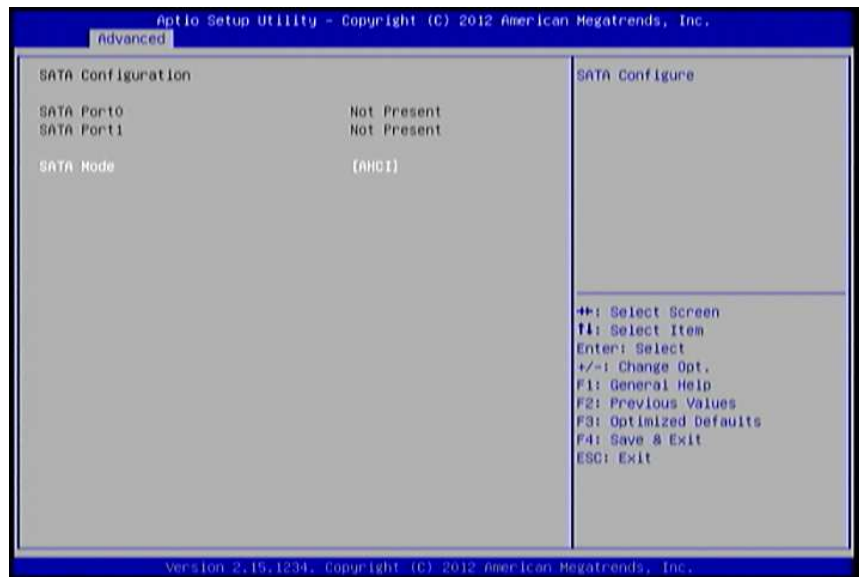 Aptio Setup Utility - Copyright (C) 2012 American Megatrends, Inc.
Advanced
SATA Configuration
SATA Port0 Not Present
SATA Port1 Not Present
SATA Mode [AHCI]
SATA Configure
→←: Select Screen
↑↓: Select Item
Enter: Select
+/-: Change Opt.
F1: General Help
F2: Previous Values
F3: Optimized Defaults
F4: Save & Exit
ESC: Exit
Version 2.15.1234. Copyright (C) 2012 American Megatrends, Inc.